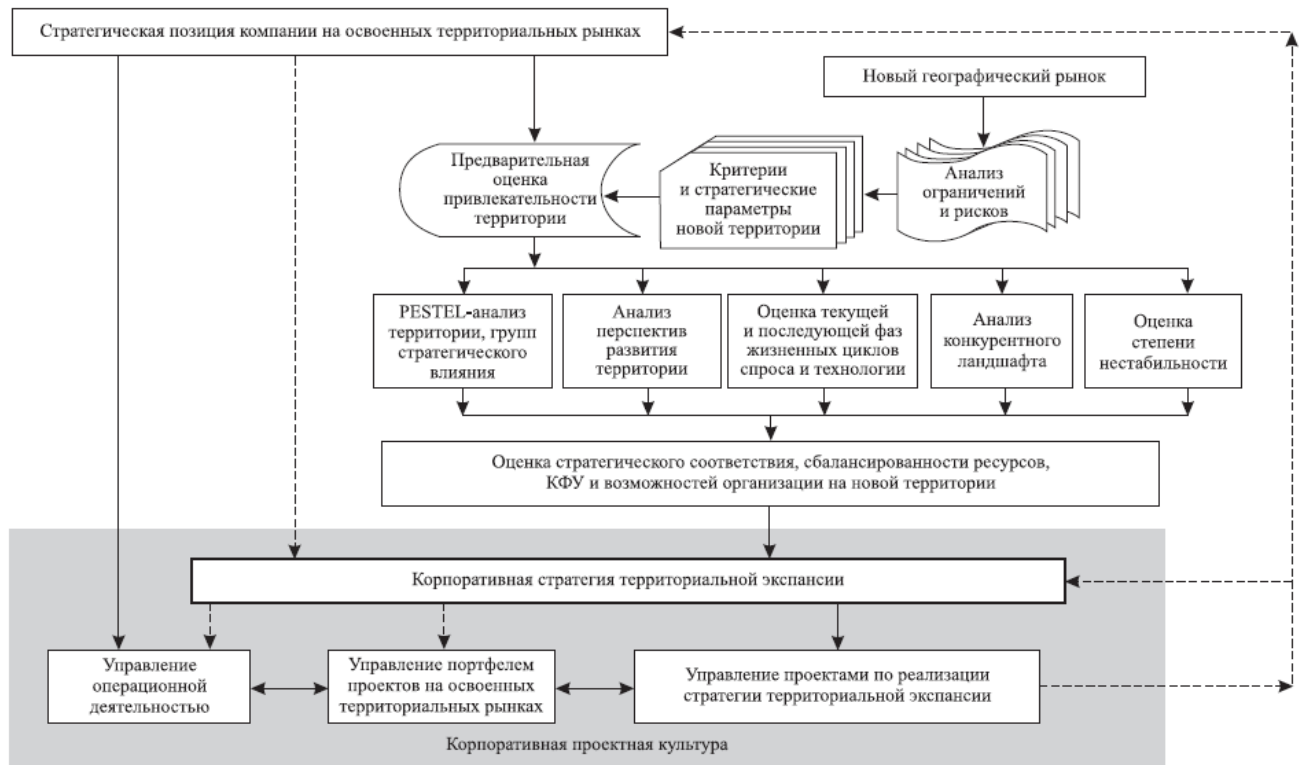 Стратегическая позиция компании на освоенных территориальных рынках
Новый географический рынок
Предварительная
оценка
привлекательности
территории
Критерии
и стратегические
параметры
новой территории
Анализ
ограничений
и рисков
PESTEL-анализ
территории, групп
стратегического
влияния
Анализ
перспектив
развития
территории
Оценка текущей
и последующей фаз
жизненных циклов
спроса и технологии
Анализ
конкурентного
ландшафта
Оценка
степени
нестабильности
Оценка стратегического соответствия, сбалансированности ресурсов,
КФУ и возможностей организации на новой территории
Корпоративная стратегия территориальной экспансии
Управление
операционной
деятельностью
Управление портфелем
проектов на освоенных
территориальных рынках
Управление проектами по реализации
стратегии территориальной экспансии
Корпоративная проектная культура